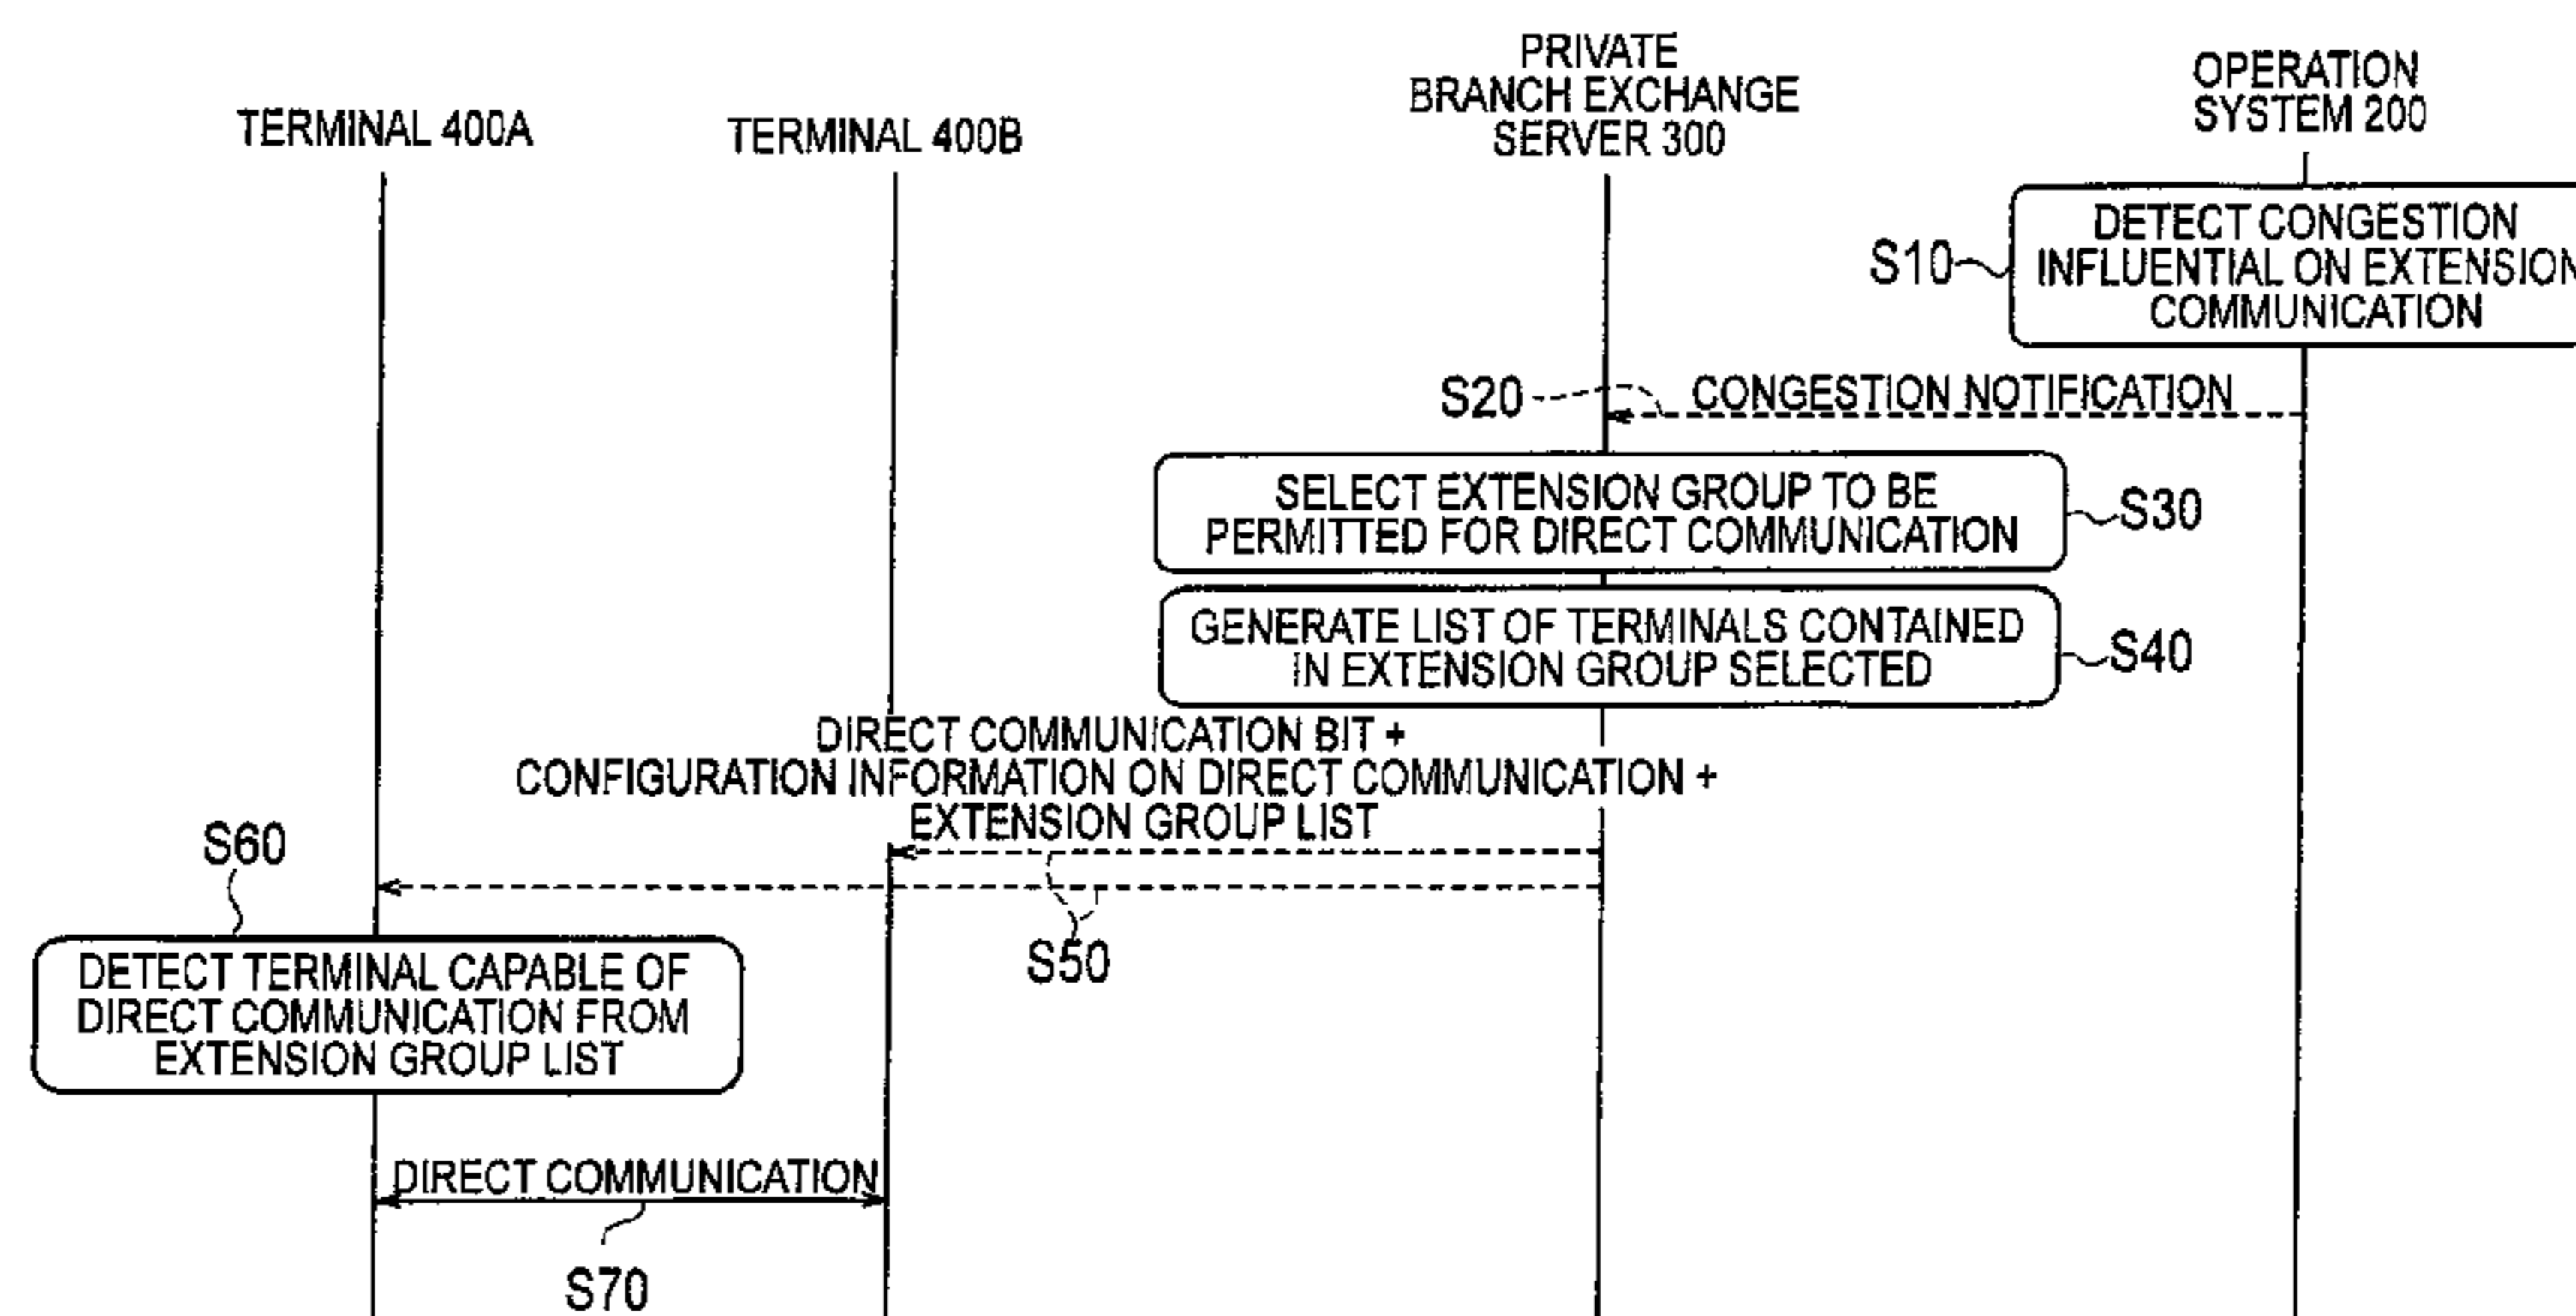 PRIVATE
BRANCH EXCHANGE
SERVER 300
OPERATION
SYSTEM 200
TERMINAL 400A
TERMINAL 400B
S10
DETECT CONGESTION
INFLUENTIAL ON EXTENSION
COMMUNICATION
S20
CONGESTION NOTIFICATION
SELECT EXTENSION GROUP TO BE
PERMITTED FOR DIRECT COMMUNICATION
S30
GENERATE LIST OF TERMINALS CONTAINED
IN EXTENSION GROUP SELECTED
S40
DIRECT COMMUNICATION BIT +
CONFIGURATION INFORMATION ON DIRECT COMMUNICATION +
EXTENSION GROUP LIST
S50
S60
DETECT TERMINAL CAPABLE OF
DIRECT COMMUNICATION FROM
EXTENSION GROUP LIST
DIRECT COMMUNICATION
S70